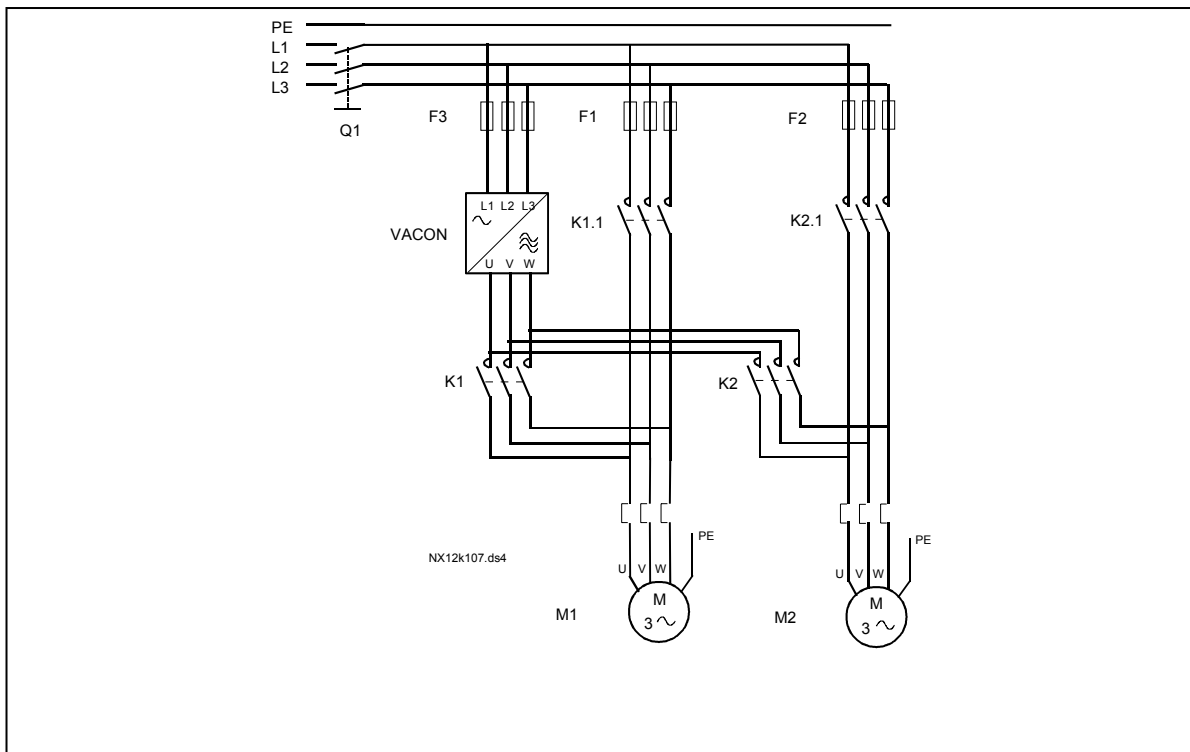 PE
L1
L2
L3
Q1
F3
F1
F2
L1 L2 L3
VACON
U V W
K1.1
K2.1
K1
K2
NX12k107.ds4
PE
PE
U V W
U V W
M1
M
3
M2
M
3